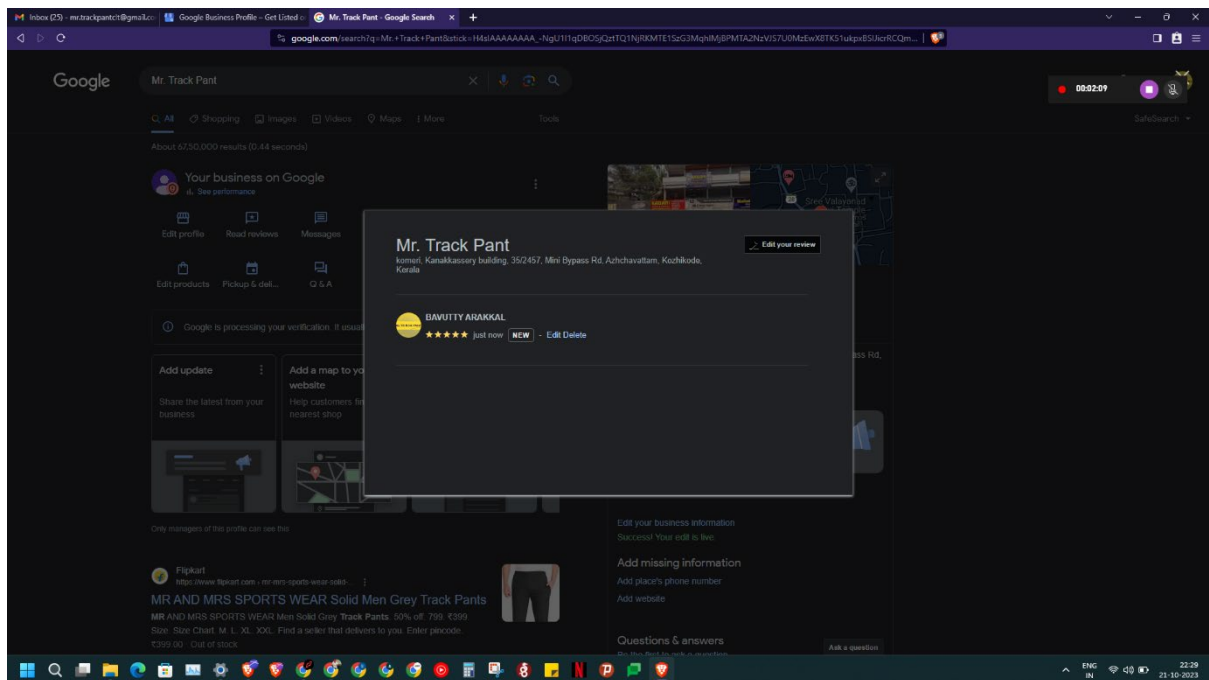 Inbox (25) - mr.trackpantclt@gmail.co
Google Business Profile – Get Listed o
Mr. Track Pant - Google Search
google.com/search?q=Mr.+Track+Pant
Google
Mr. Track Pant
00:02:09
All Shopping Images Videos Maps More Tools
SafeSearch
About 67,50,000 results (0.44 seconds)
Your business on Google
See performance
Edit profile Read reviews Messages
Edit products Pickup & deli... Q & A
Google is processing your verification. It usual
Add update
Share the latest from your
business
Add a map to yo
website
Help customers fin
nearest shop
Only managers of this profile can see this
Mr. Track Pant
komeri, Kanakkassery building, 35/2457, Mini Bypass Rd, Azhchavattam, Kozhikode,
Kerala
Edit your review
BAVUTTY ARAKKAL
★★★★★ just now NEW - Edit Delete
Sree Valayanad
ass Rd,
Edit your business information
Success! Your edit is live
Add missing information
Add place's phone number
Add website
Questions & answers
Be the first to ask a question
Ask a question
Flipkart
MR AND MRS SPORTS WEAR Solid Men Grey Track Pants
MR AND MRS SPORTS WEAR Men Solid Grey Track Pants. 50% off. 799. ₹399
Size. Size Chart. M. L. XL. XXL. Find a seller that delivers to you. Enter pincode.
₹399.00 · Out of stock
ENG
IN
22:29
21-10-2023